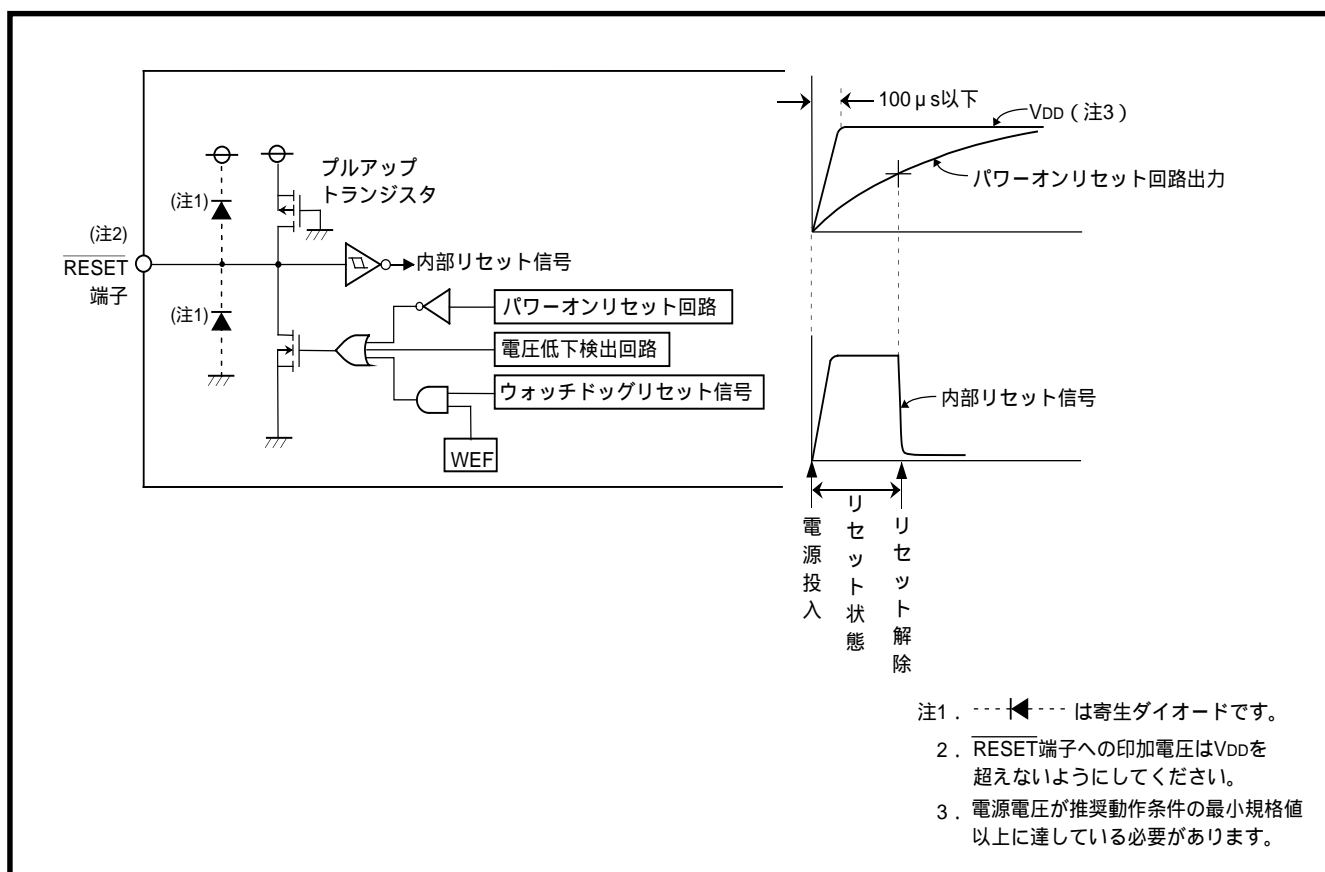 プルアップ
トランジスタ
(注1)
(注2)
RESET
端子
(注1)
内部リセット信号
パワーオンリセット回路
電圧低下検出回路
ウォッチドッグリセット信号
WEF
100μs以下
VDD(注3)
パワーオンリセット回路出力
内部リセット信号
電源投入
リセット状態
リセット解除
注1. は寄生ダイオードです。
2. RESET端子への印加電圧はVDDを
超えないようにしてください。
3. 電源電圧が推奨動作条件の最小規格値
以上に達している必要があります。